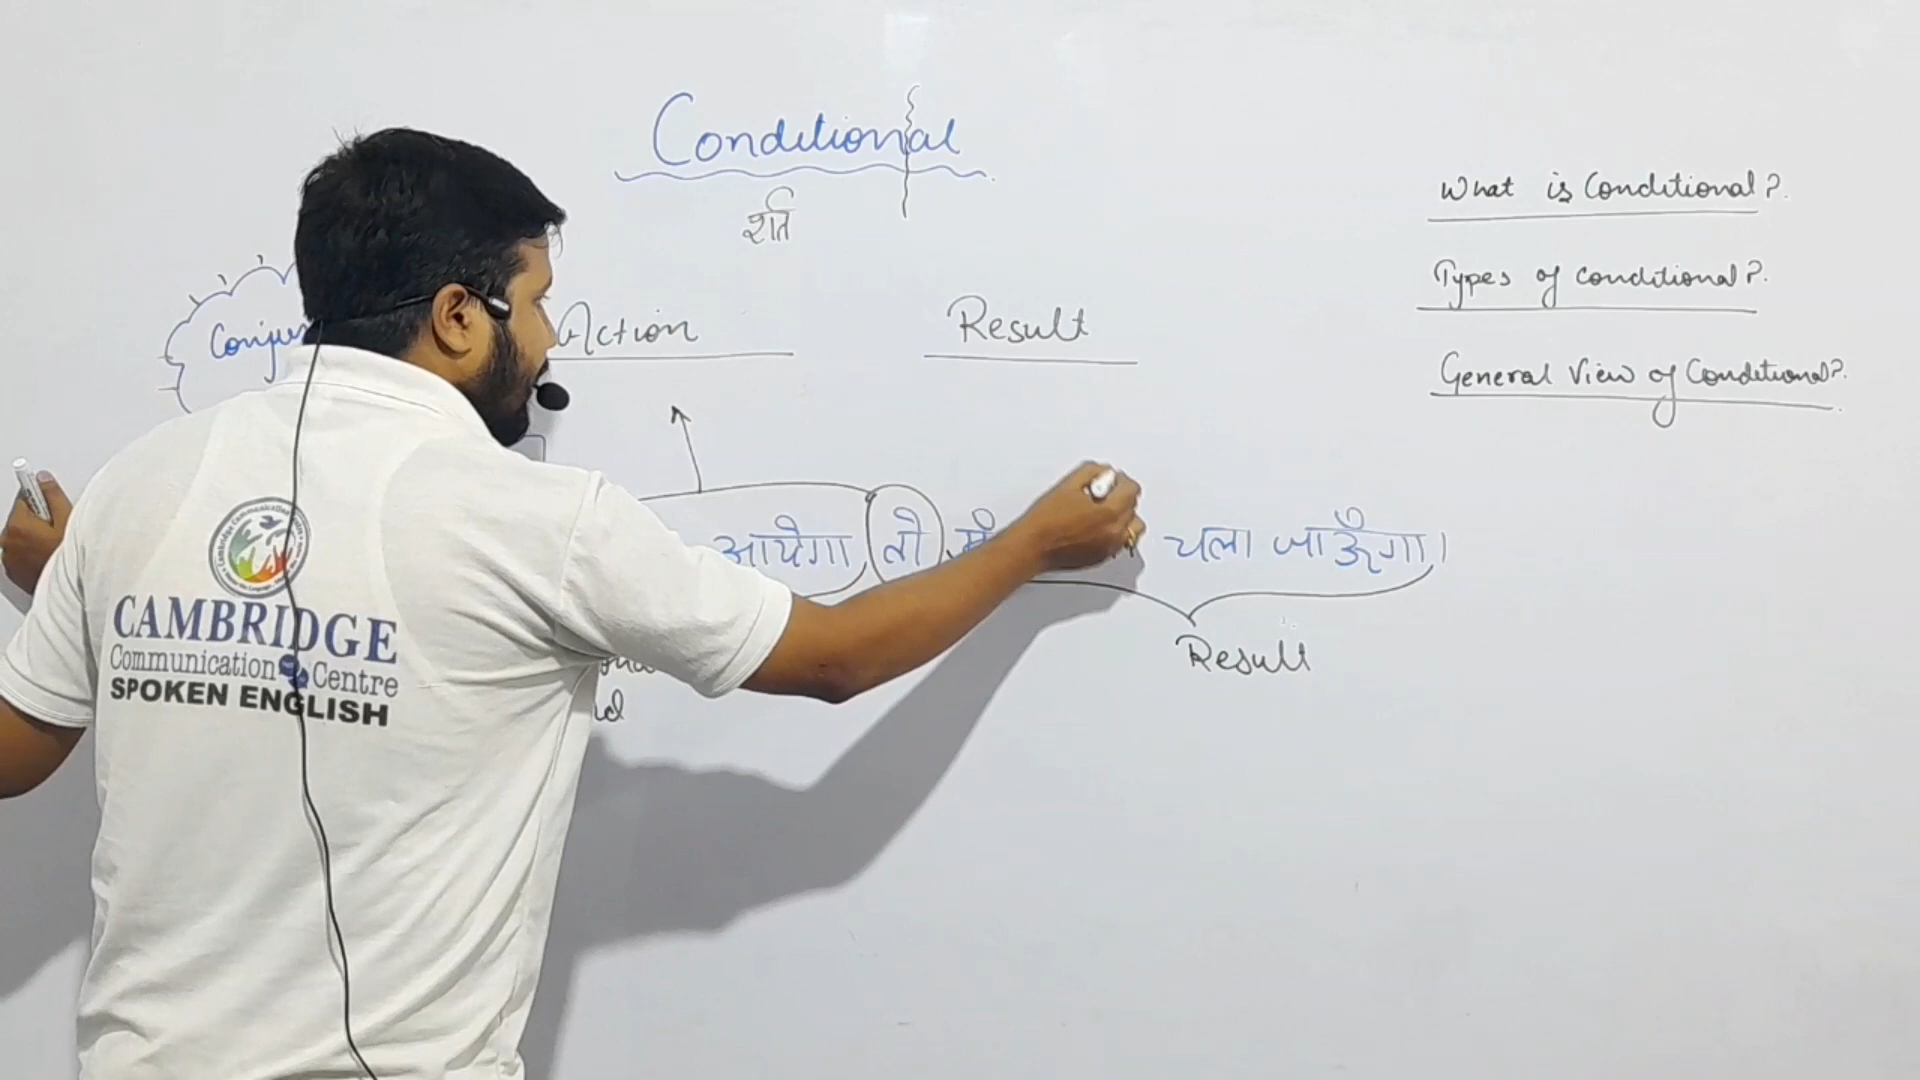 Conditional
शर्त
What is Conditional?
Types of conditional?
General View of Conditional?
Action
Result
आयेगा तो चला जाऊँगा।
Result
CAMBRIDGE
Communication Centre
SPOKEN ENGLISH